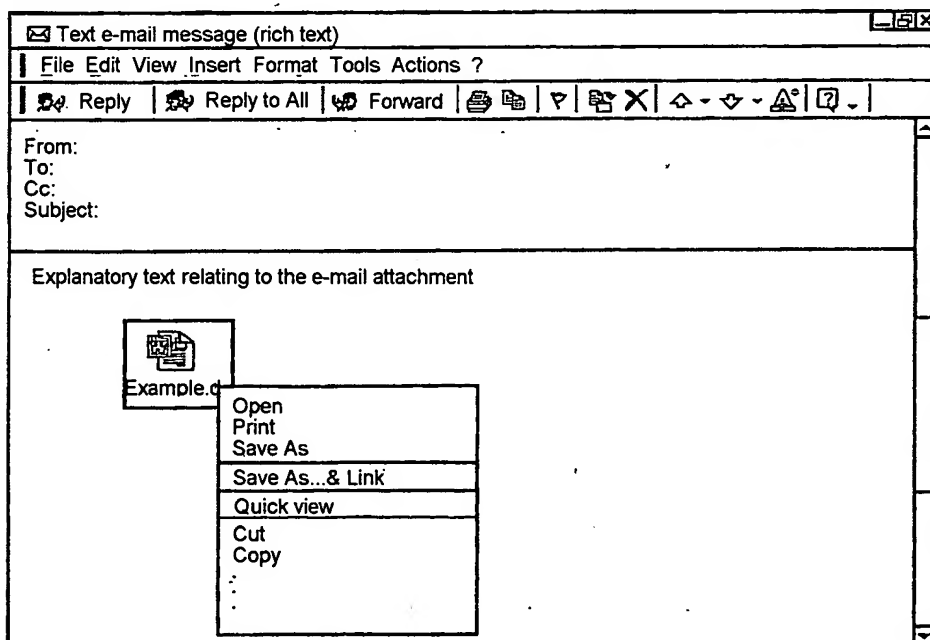 Text e-mail message (rich text)
File Edit View Insert Format Tools Actions ?
Reply Reply to All Forward
From:
To:
Cc:
Subject:
Explanatory text relating to the e-mail attachment
Example.d
Open
Print
Save As
Save As...& Link
Quick view
Cut
Copy